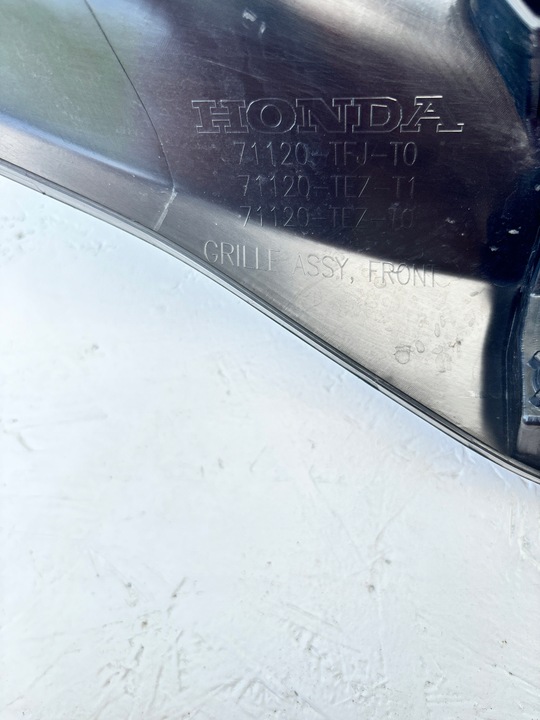 HONDA
71120-TFJ-T0
71120-TEZ-T1
71120-TEZ-T0
GRILLE ASSY, FRONT